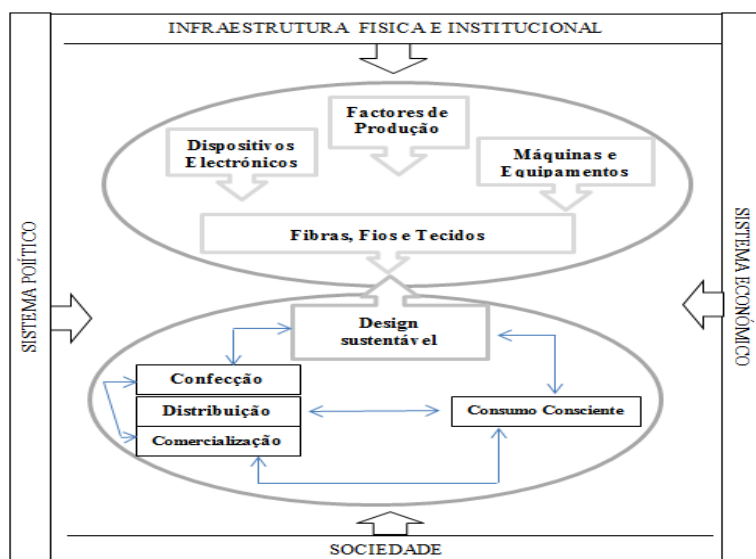 INFRAESTRUTURA FISICA E INSTITUCIONAL
SISTEMA POLÍTICO
Factores de
Produção
Dispositivos
Electrónicos
Máquinas e
Equipamentos
Fibras, Fios e Tecidos
SISTEMA ECONÓMICO
Design
sustentável
Confecção
Distribuição
Comercialização
Consumo Consciente
SOCIEDADE